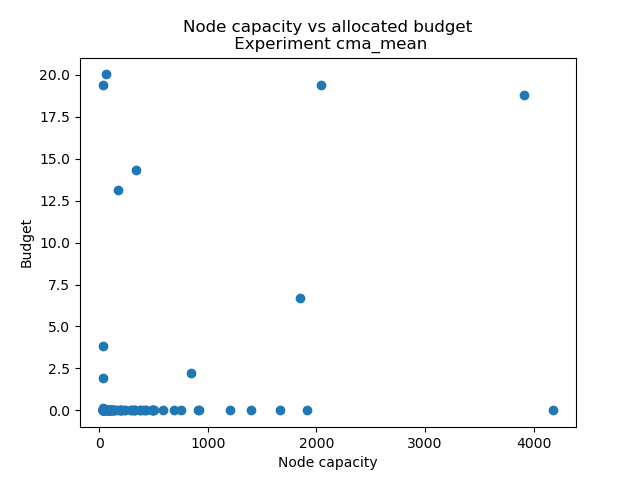 Node capacity vs allocated budget
Experiment cma_mean
20.0
17.5
15.0
12.5
10.0
7.5
5.0
2.5
0.0
Budget
0 1000 2000 3000 4000
Node capacity